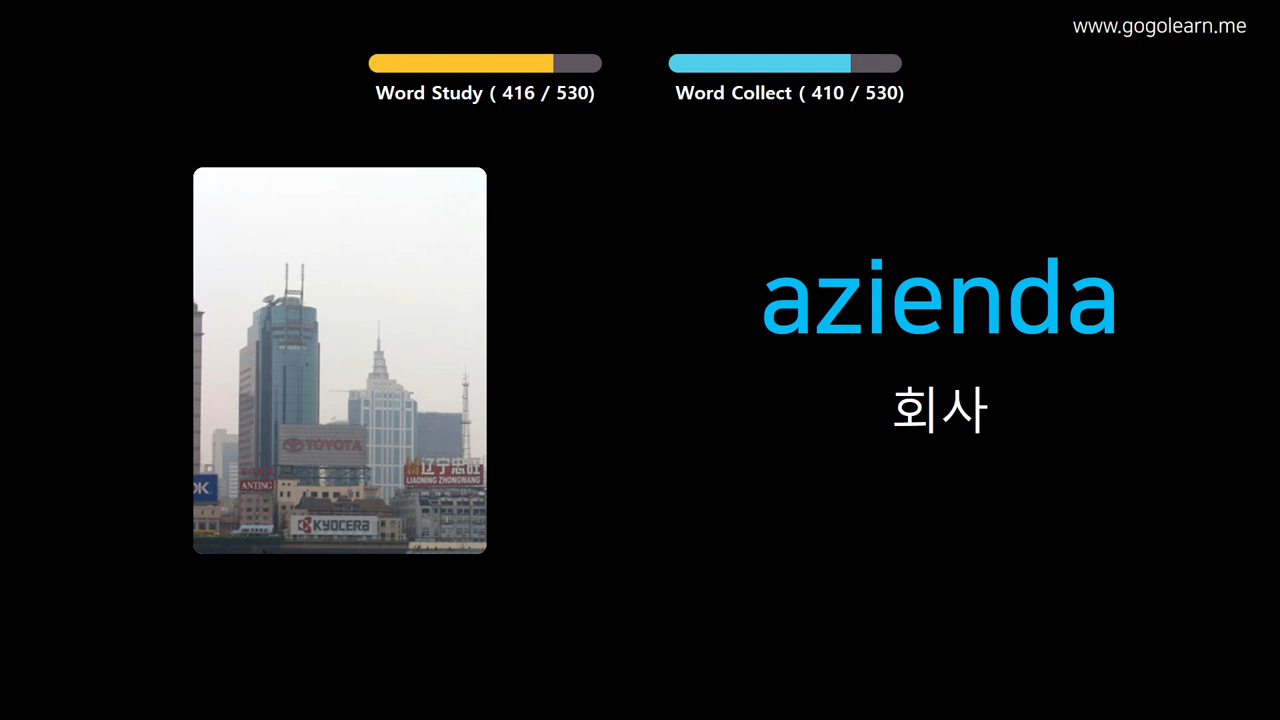 www.gogolearn.me
Word Study ( 416 / 530)
Word Collect ( 410 / 530)
azienda
회사
TOYOTA
辽宁忠旺
LIAONING ZHONGWANG
OK
ANTING
KYOCERA